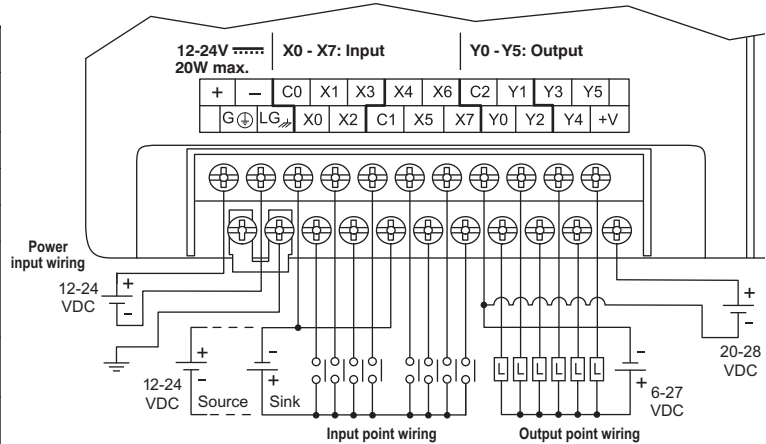 12-24V X0 - X7: Input Y0 - Y5: Output
20W max.
+ – C0 X1 X3 X4 X6 C2 Y1 Y3 Y5
G LG X0 X2 C1 X5 X7 Y0 Y2 Y4 +V
Power
input wiring
12-24
VDC
+
-
+
-
12-24
VDC
Source
-
+
Sink
L L L L L L
-
+
6-27
VDC
+
-
20-28
VDC
Input point wiring
Output point wiring